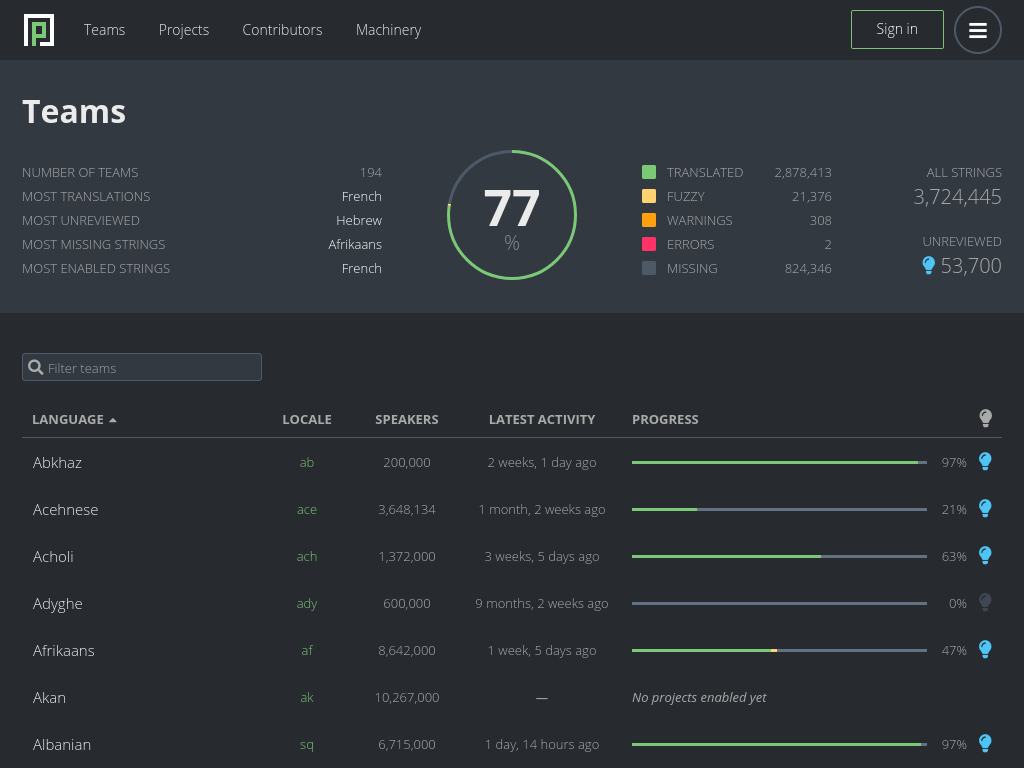 Teams Projects Contributors Machinery Sign in
Teams
NUMBER OF TEAMS 194
MOST TRANSLATIONS French
MOST UNREVIEWED Hebrew
MOST MISSING STRINGS Afrikaans
MOST ENABLED STRINGS French
77
%
TRANSLATED 2,878,413
FUZZY 21,376
WARNINGS 308
ERRORS 2
MISSING 824,346
ALL STRINGS
3,724,445
UNREVIEWED
53,700
Filter teams
LANGUAGE LOCALE SPEAKERS LATEST ACTIVITY PROGRESS
Abkhaz ab 200,000 2 weeks, 1 day ago 97%
Acehnese ace 3,648,134 1 month, 2 weeks ago 21%
Acholi ach 1,372,000 3 weeks, 5 days ago 63%
Adyghe ady 600,000 9 months, 2 weeks ago 0%
Afrikaans af 8,642,000 1 week, 5 days ago 47%
Akan ak 10,267,000 — No projects enabled yet
Albanian sq 6,715,000 1 day, 14 hours ago 97%